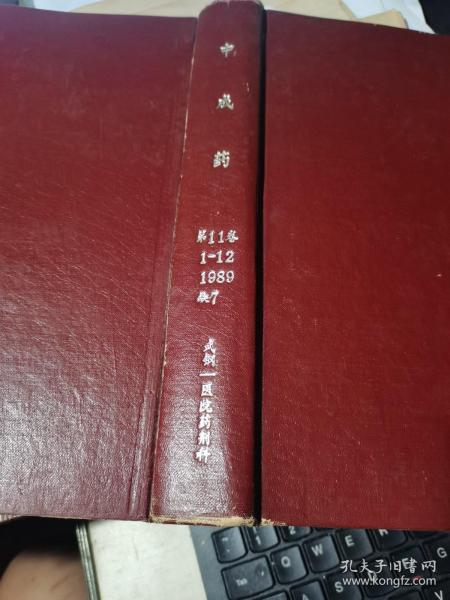 中成药
第11卷
1-12
1989
缺7
武钢一医院药剂科
孔夫子旧书网
www.kongfz.com